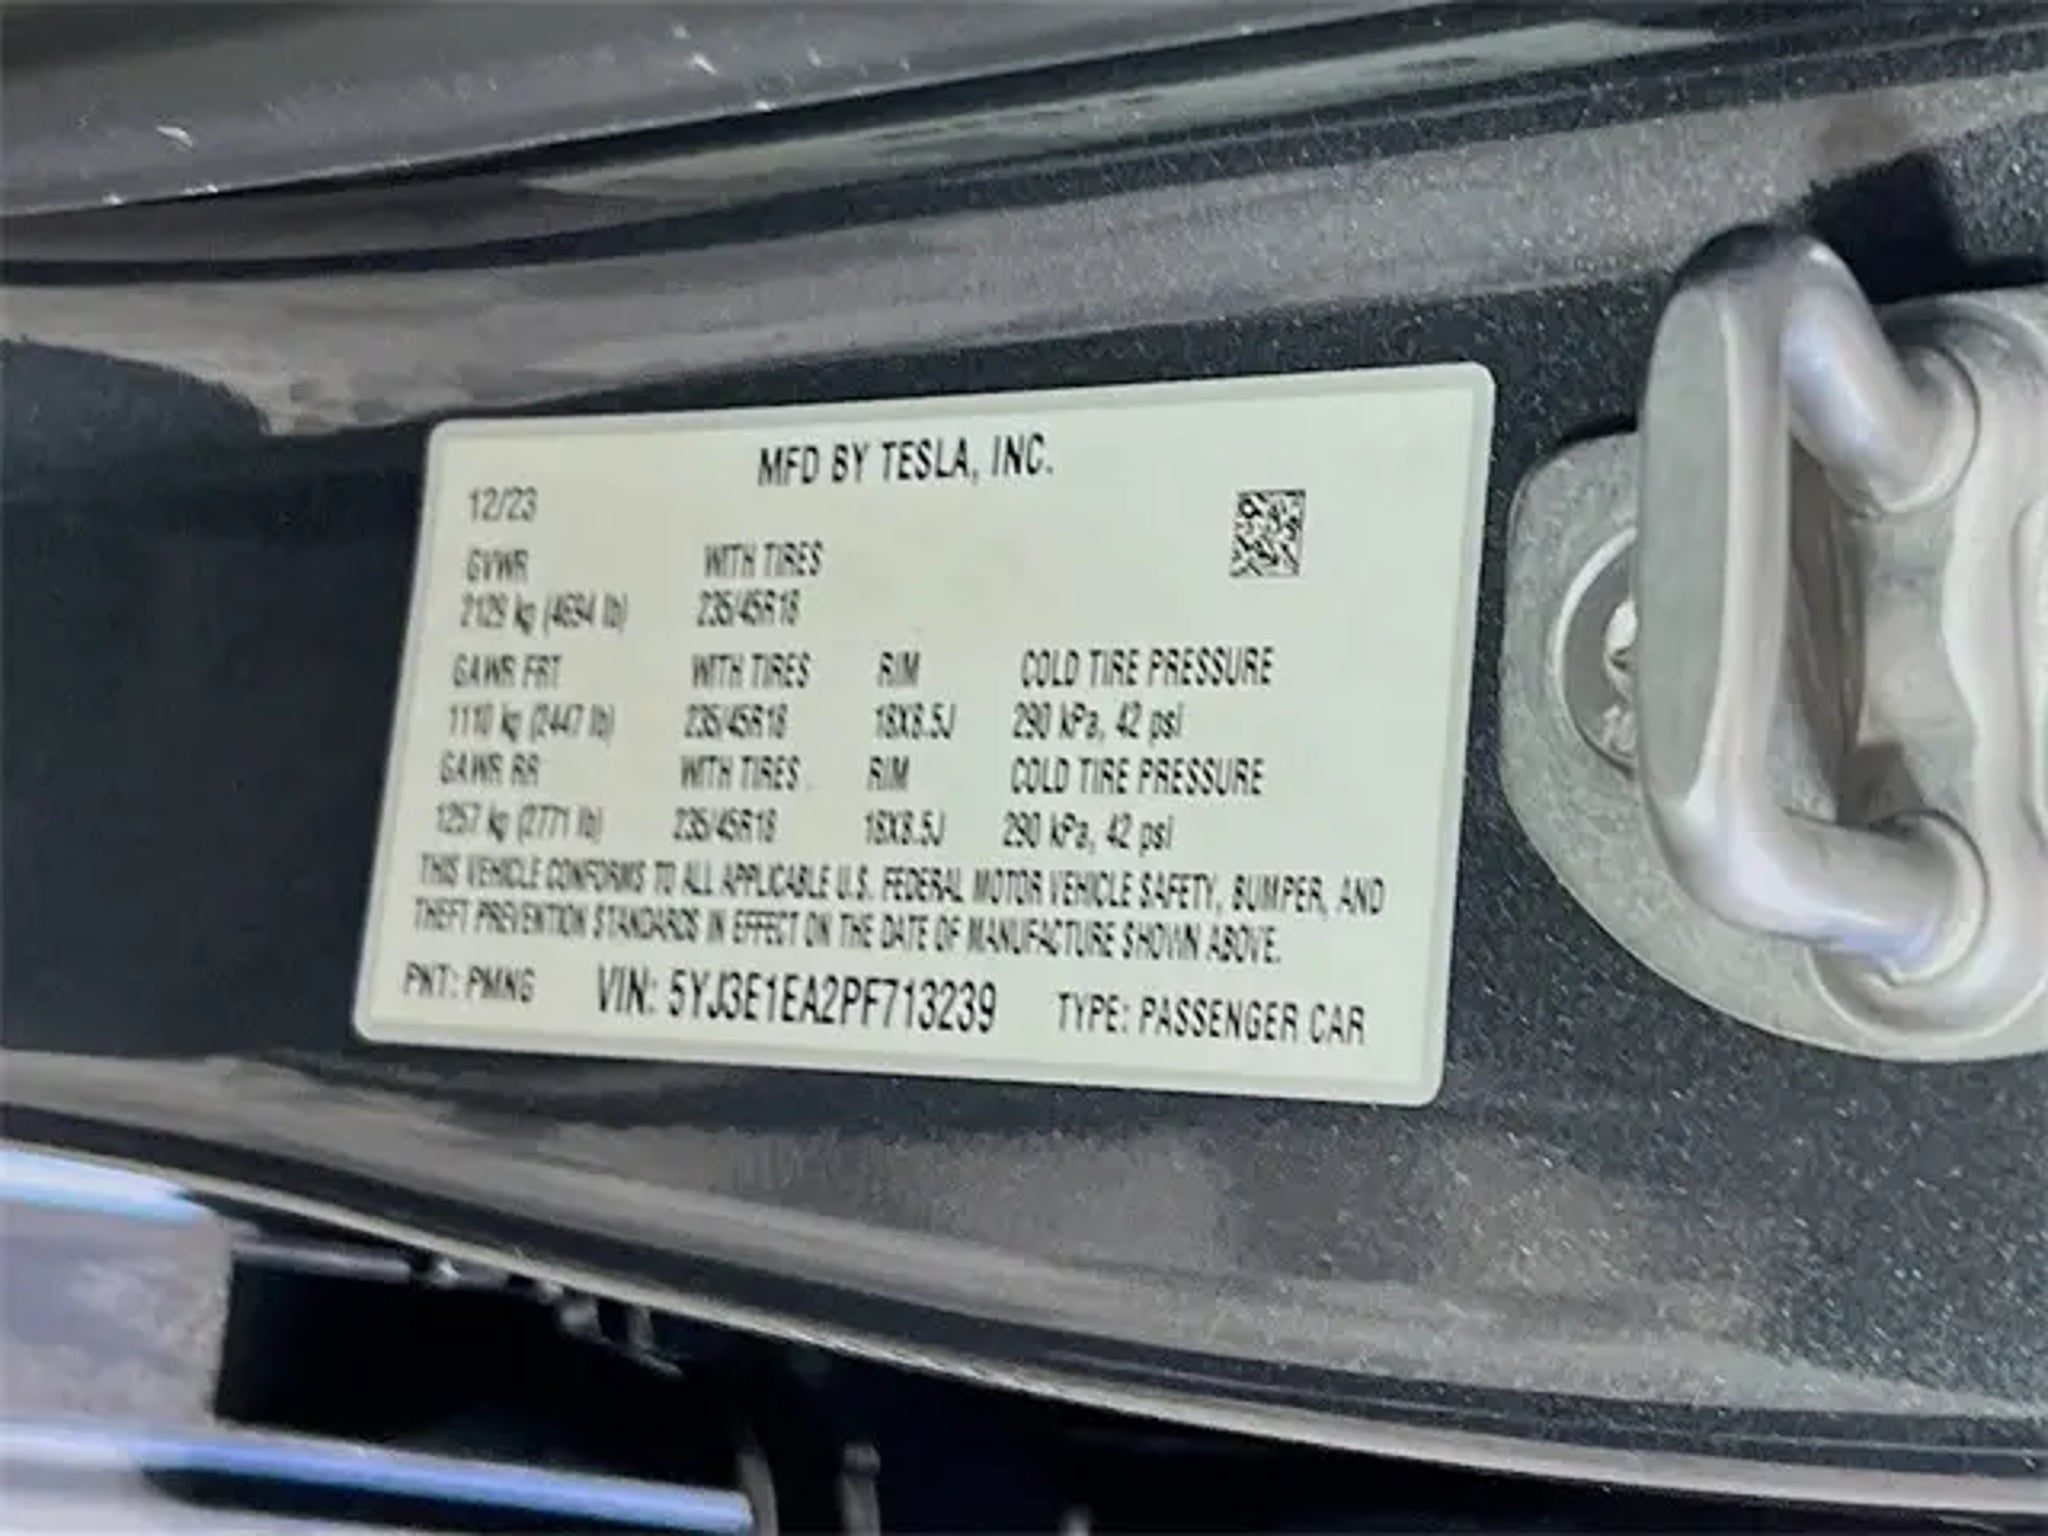 MFD BY TESLA, INC.
12/23
GVWR WITH TIRES
2129 kg (4694 lb) 235/45R18
GAWR FRT WITH TIRES RIM COLD TIRE PRESSURE
1110 kg (2447 lb) 235/45R18 18X8.5J 290 kPa, 42 psi
GAWR RR WITH TIRES RIM COLD TIRE PRESSURE
1257 kg (2771 lb) 235/45R18 18X8.5J 290 kPa, 42 psi
THIS VEHICLE CONFORMS TO ALL APPLICABLE U.S. FEDERAL MOTOR VEHICLE SAFETY, BUMPER, AND
THEFT PREVENTION STANDARDS IN EFFECT ON THE DATE OF MANUFACTURE SHOWN ABOVE.
PNT: PMNG VIN: 5YJ3E1EA2PF713239 TYPE: PASSENGER CAR